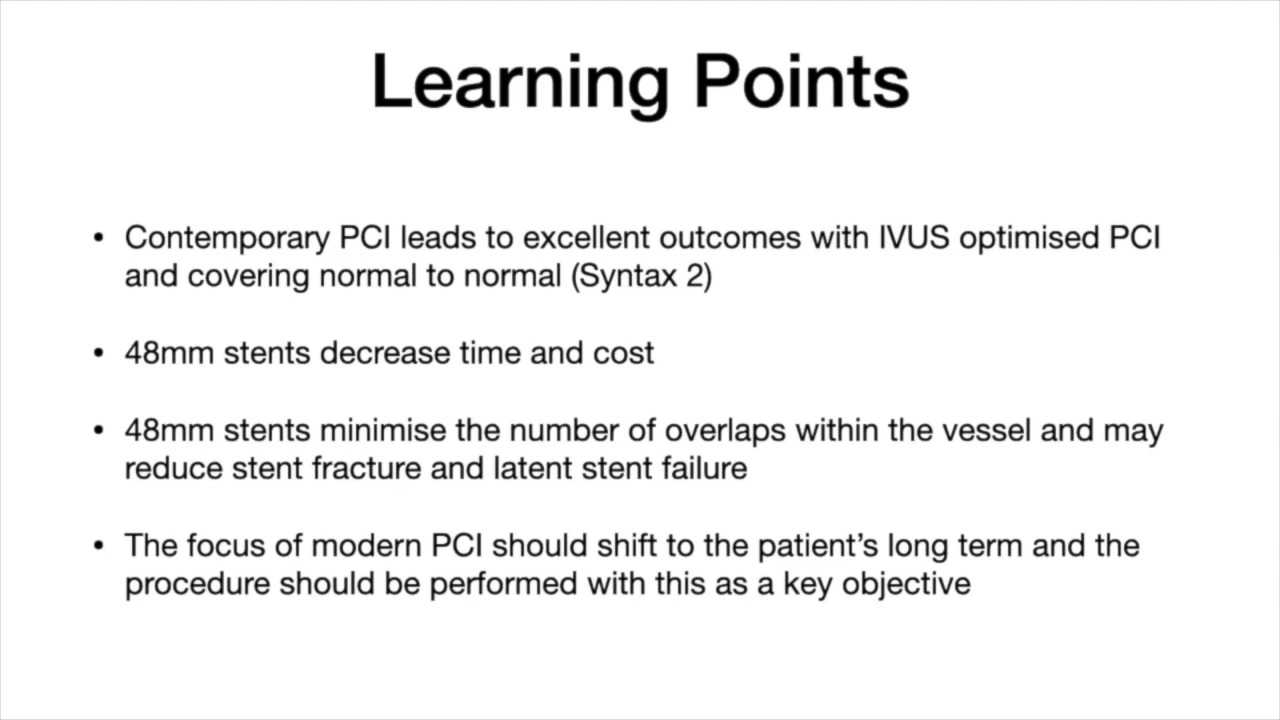 Learning Points
• Contemporary PCI leads to excellent outcomes with IVUS optimised PCI
and covering normal to normal (Syntax 2)
• 48mm stents decrease time and cost
• 48mm stents minimise the number of overlaps within the vessel and may
reduce stent fracture and latent stent failure
• The focus of modern PCI should shift to the patient’s long term and the
procedure should be performed with this as a key objective